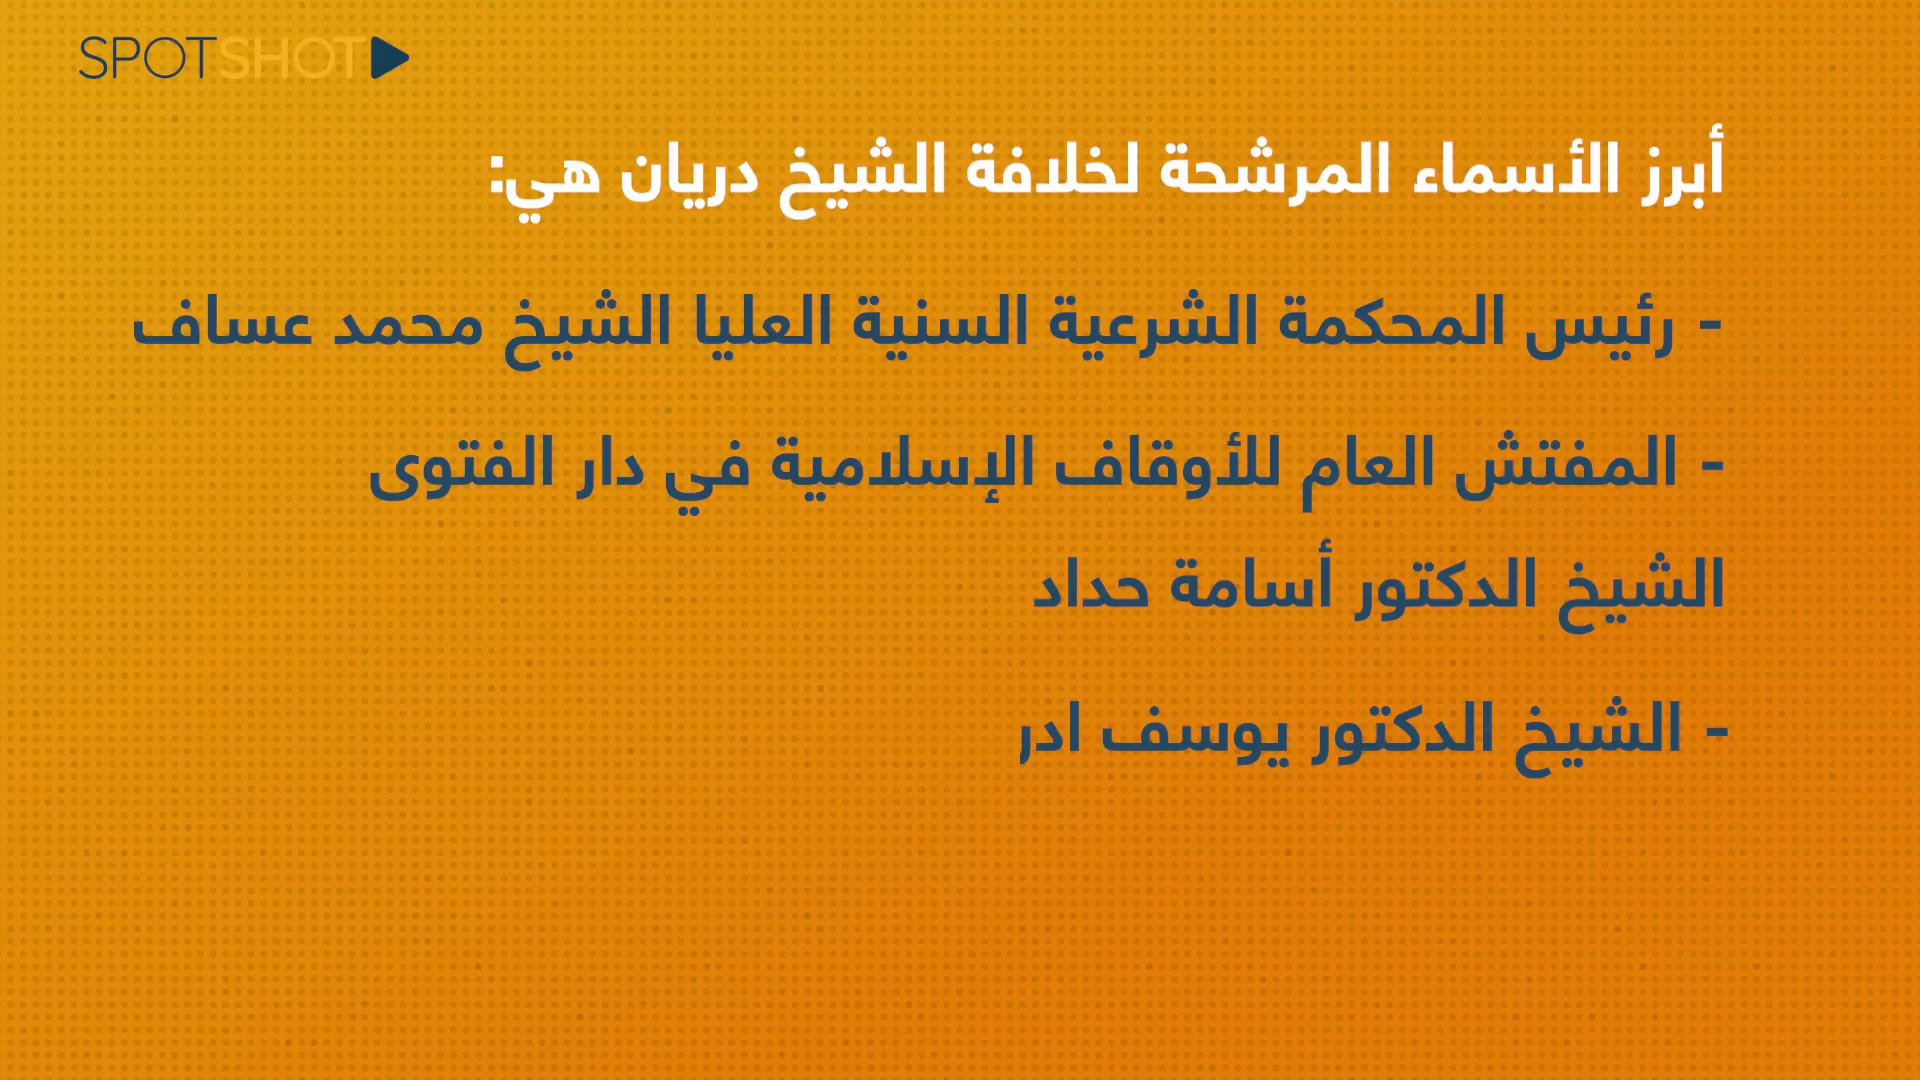 SPOTSHOT
أبرز الأسماء المرشحة لخلافة الشيخ دريان هي:
- رئيس المحكمة الشرعية السنية العليا الشيخ محمد عساف
- المفتش العام للأوقاف الإسلامية في دار الفتوى
الشيخ الدكتور أسامة حداد
- الشيخ الدكتور يوسف ادر